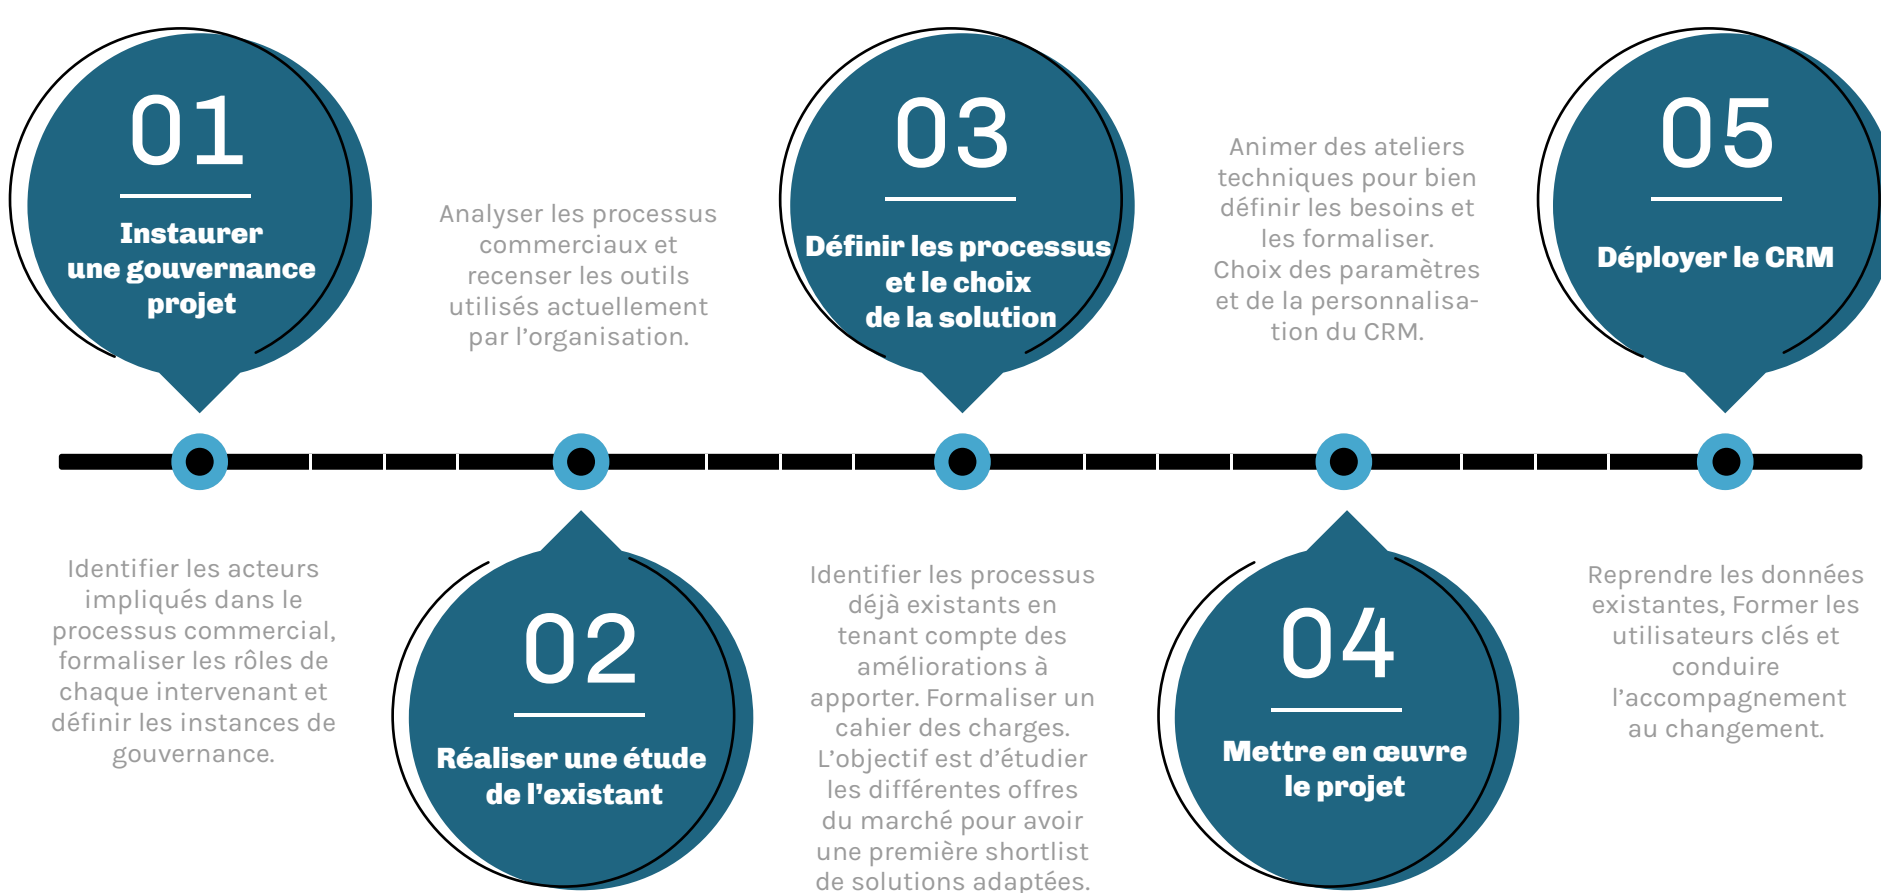 01
Instaurer
une gouvernance
projet
Identifier les acteurs
impliqués dans le
processus commercial,
formaliser les rôles de
chaque intervenant et
définir les instances de
gouvernance.
Analyser les processus
commerciaux et
recenser les outils
utilisés actuellement
par l’organisation.
02
Réaliser une étude
de l’existant
03
Définir les processus
et le choix
de la solution
Identifier les processus
déjà existants en
tenant compte des
améliorations à
apporter. Formaliser un
cahier des charges.
L’objectif est d’étudier
les différentes offres
du marché pour avoir
une première shortlist
de solutions adaptées.
Animer des ateliers
techniques pour bien
définir les besoins et
les formaliser.
Choix des paramètres
et de la personnalisa-
tion du CRM.
04
Mettre en œuvre
le projet
05
Déployer le CRM
Reprendre les données
existantes, Former les
utilisateurs clés et
conduire
l’accompagnement
au changement.